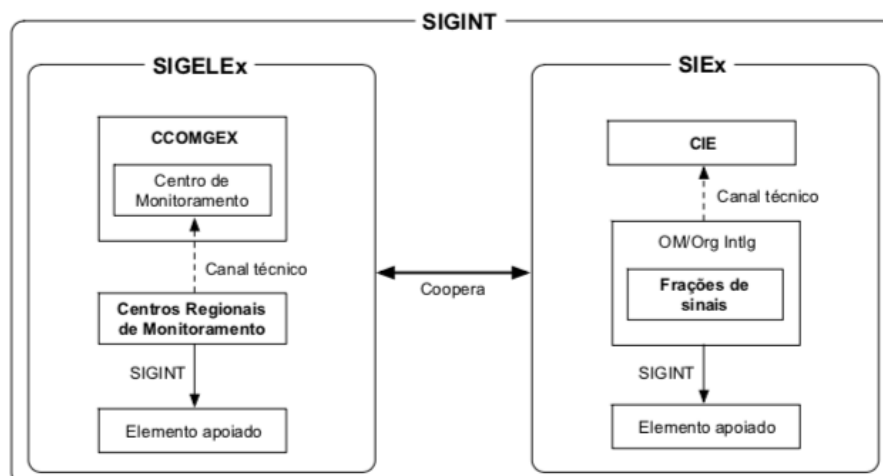 SIGINT
SIGELEx
CCOMGEX
Centro de
Monitoramento
Canal técnico
Centros Regionais
de Monitoramento
SIGINT
Elemento apoiado
Coopera
SIEx
CIE
Canal técnico
OM/Org Intlg
Frações de
sinais
SIGINT
Elemento apoiado